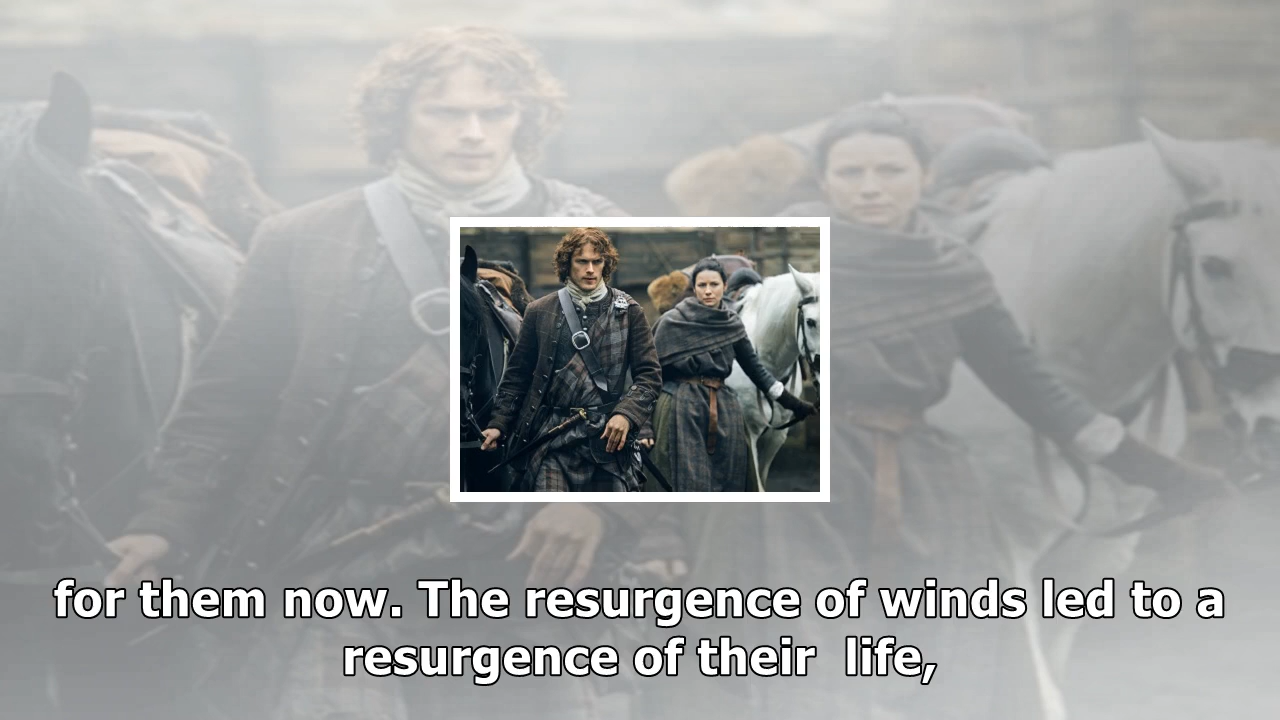 for them now. The resurgence of winds led to a
resurgence of their  life,